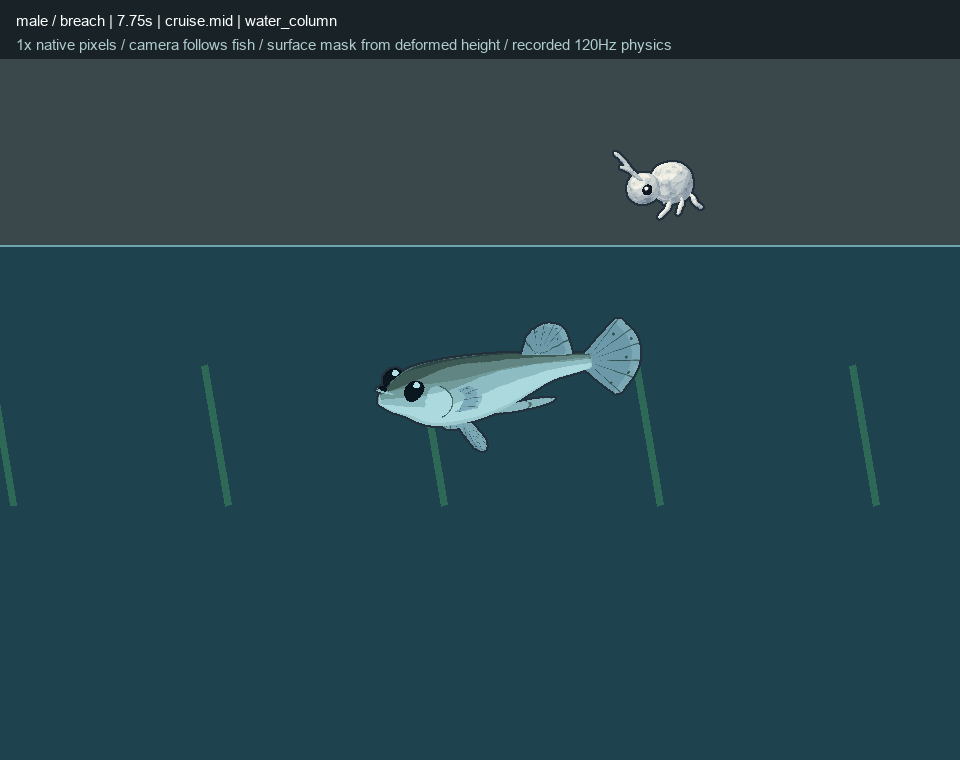 male / breach | 7.75s | cruise.mid | water_column
1x native pixels / camera follows fish / surface mask from deformed height / recorded 120Hz physics